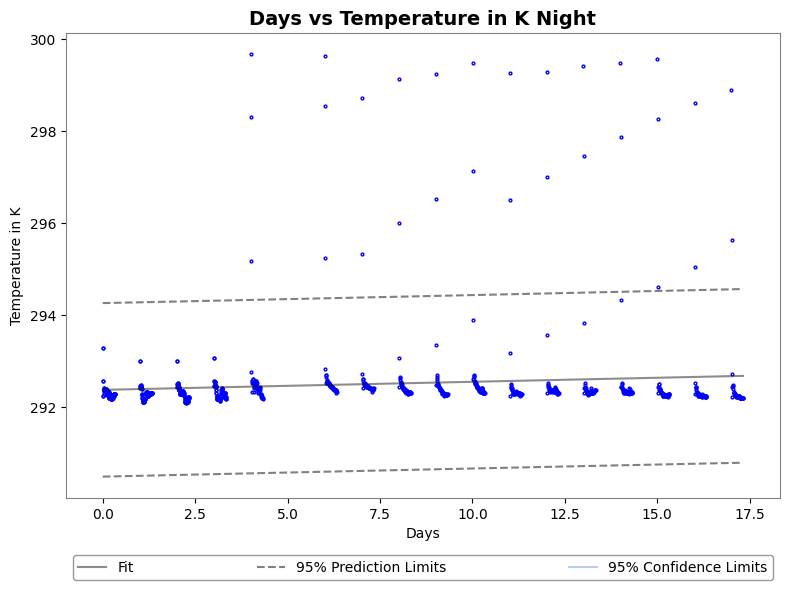 Days vs Temperature in K Night
300
298
296
294
292
Temperature in K
0.0 2.5 5.0 7.5 10.0 12.5 15.0 17.5
Days
Fit 95% Prediction Limits 95% Confidence Limits